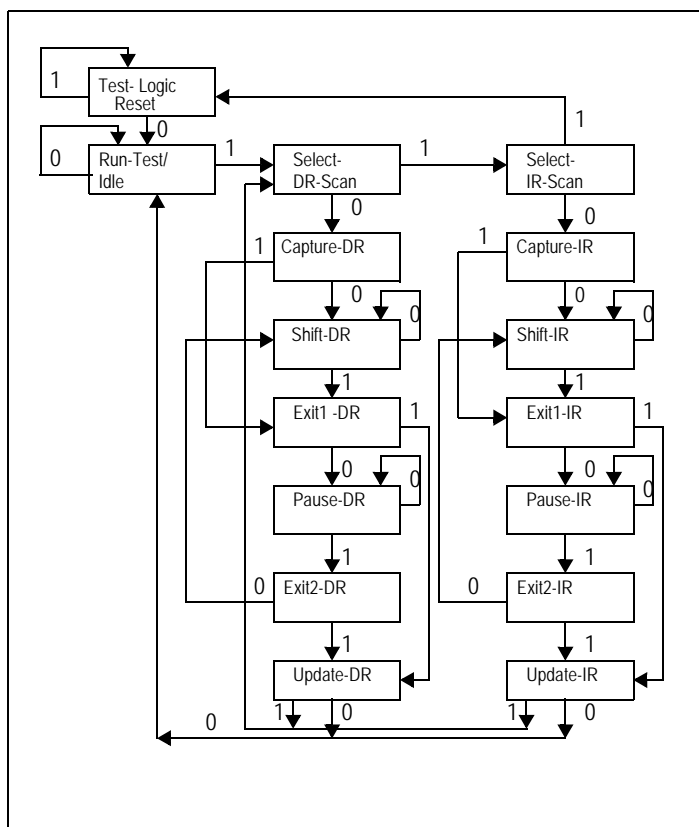 1
Test- Logic
Reset
0
0
Run-Test/
Idle
1
Select-
DR-Scan
1
Select-
IR-Scan
1
0
0
1
Capture-DR
1
Capture-IR
0
0
0
0
Shift-DR
Shift-IR
1
1
Exit1 -DR
1
Exit1-IR
1
0
0
0
0
Pause-DR
Pause-IR
1
1
0
Exit2-DR
0
Exit2-IR
1
1
Update-DR
Update-IR
0
1
0
1
0